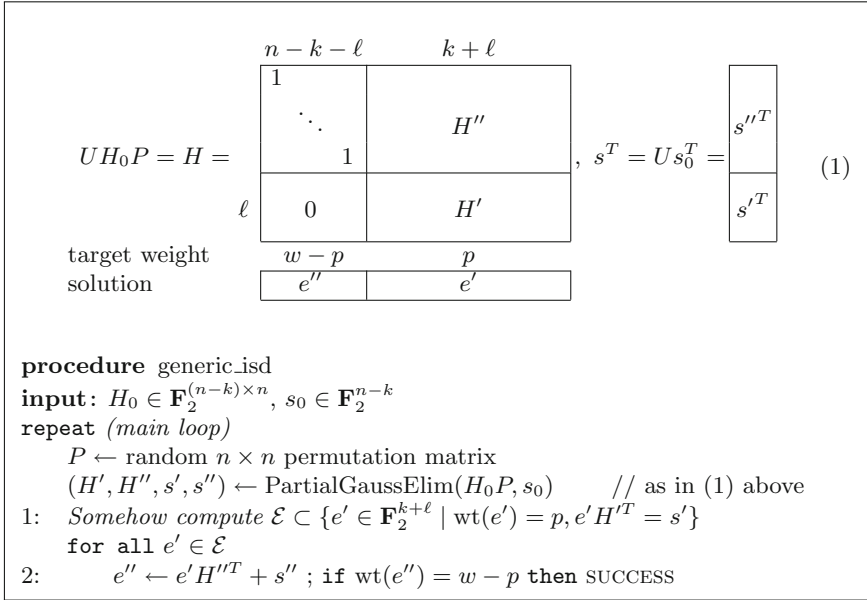 n − k − ℓ k + ℓ
1
⋱ H′′ s′′ᵀ
UH₀P = H = , sᵀ = Us₀ᵀ = (1)
1
ℓ 0 H′ s′ᵀ
target weight w − p p
solution e′′ e′
procedure generic_isd
input: H₀ ∈ F₂^{(n−k)×n}, s₀ ∈ F₂^{n−k}
repeat (main loop)
P ← random n × n permutation matrix
(H′, H′′, s′, s′′) ← PartialGaussElim(H₀P, s₀) // as in (1) above
1: Somehow compute ℰ ⊂ {e′ ∈ F₂^{k+ℓ} | wt(e′) = p, e′H′ᵀ = s′}
for all e′ ∈ ℰ
2: e′′ ← e′H′′ᵀ + s′′ ; if wt(e′′) = w − p then SUCCESS